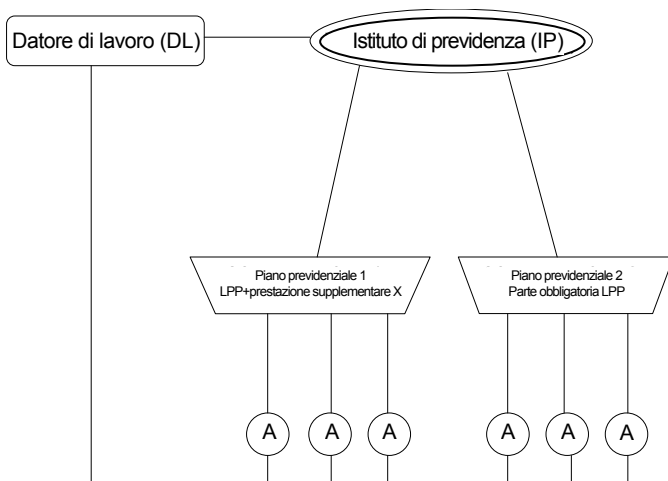 Datore di lavoro (DL)
Istituto di previdenza (IP)
Piano previdenziale 1
LPP+prestazione supplementare X
Piano previdenziale 2
Parte obbligatoria LPP
A
A
A
A
A
A